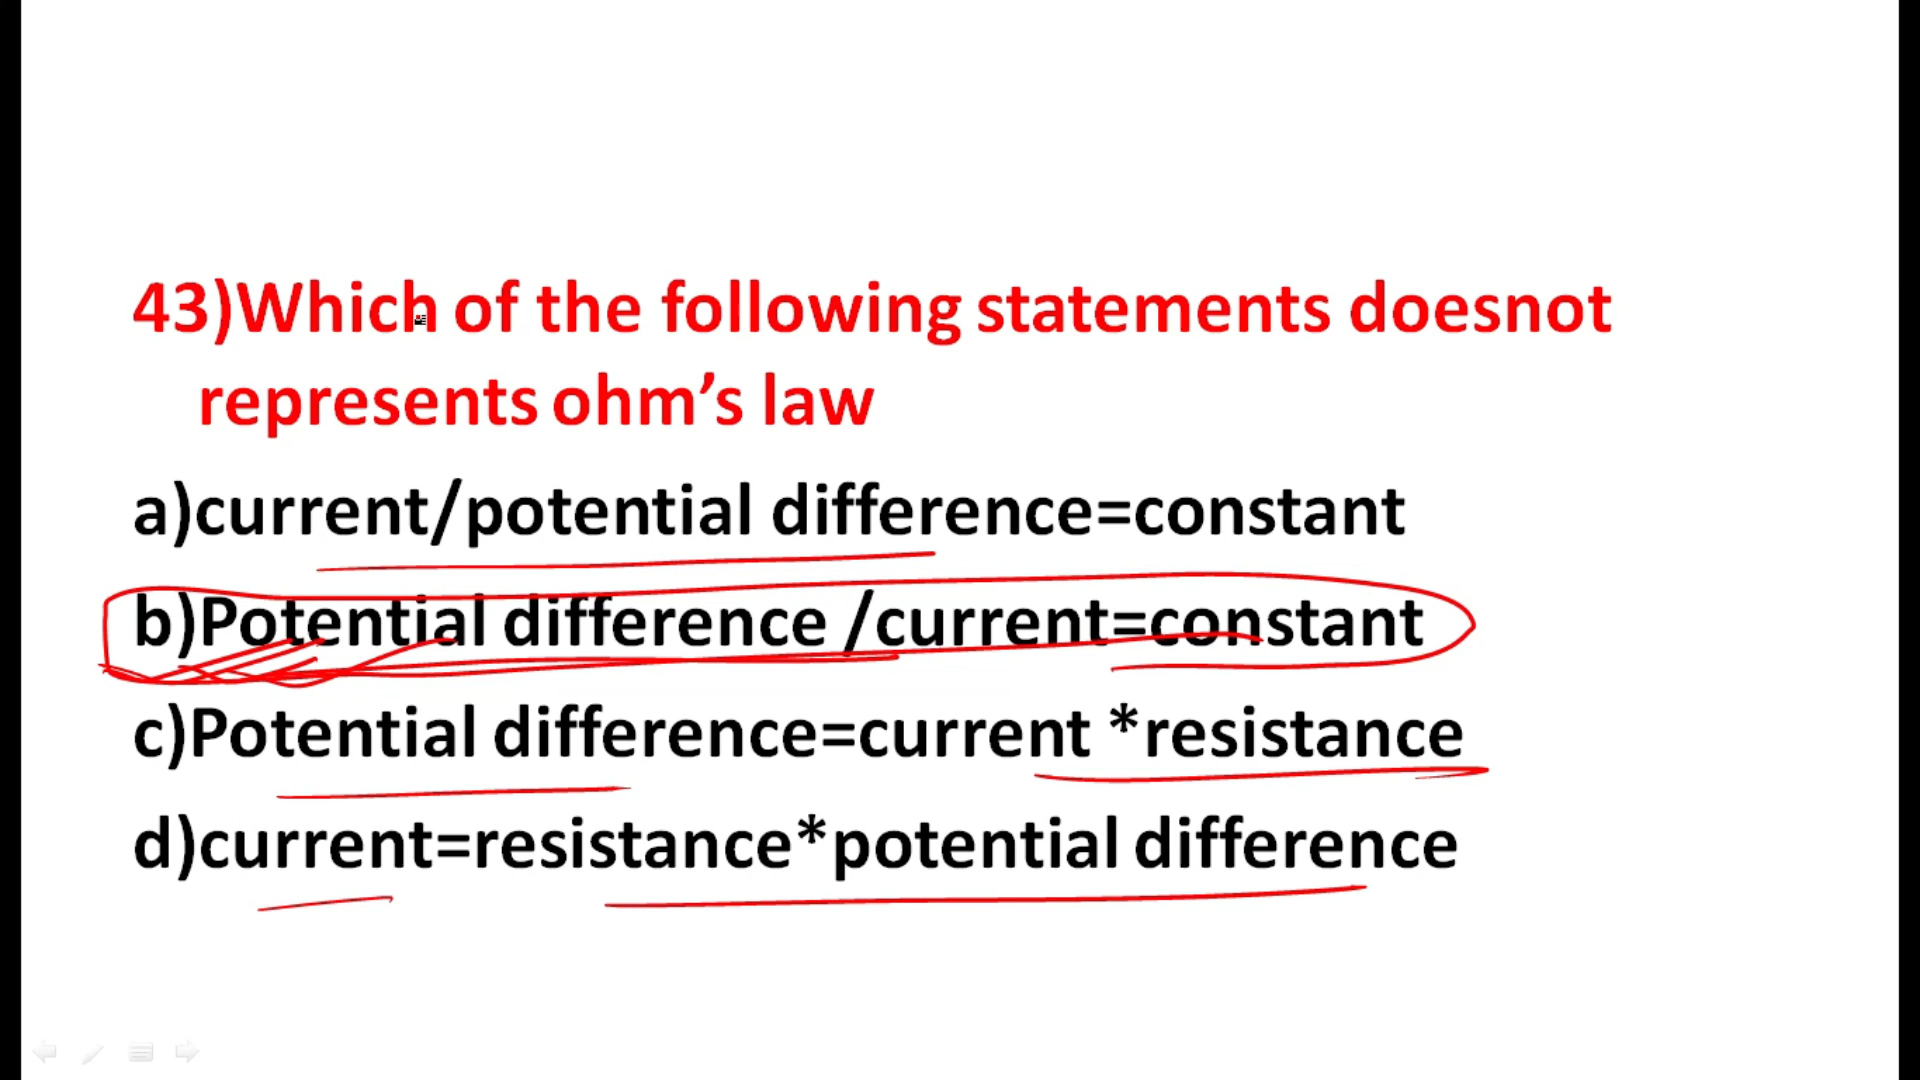 43)Which of the following statements doesnot
represents ohm’s law
a)current/potential difference=constant
b)Potential difference /current=constant
c)Potential difference=current *resistance
d)current=resistance*potential difference